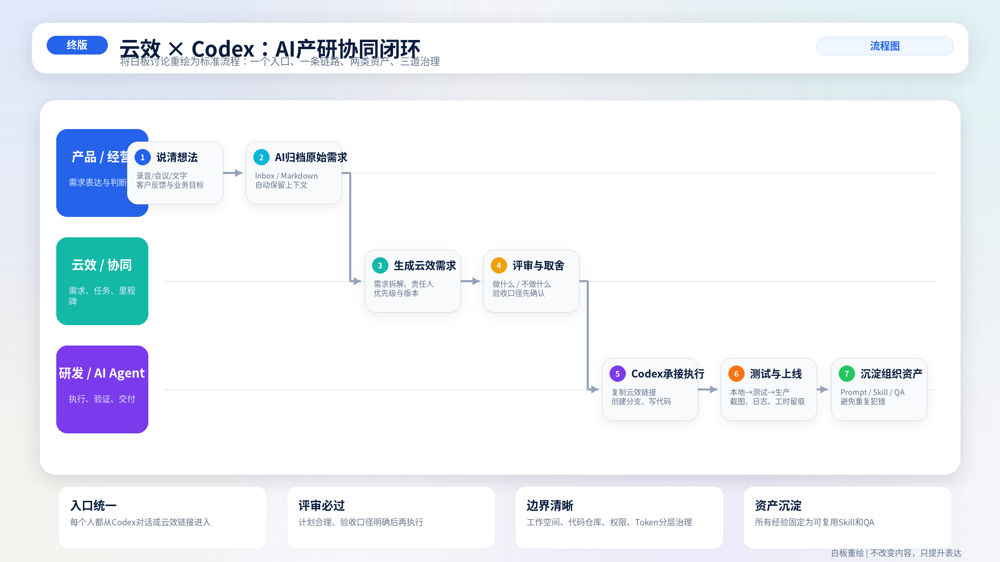 终版
云效 × Codex：AI产研协同闭环
流程图
将白板讨论重绘为标准流程：一个入口、一条链路、两类资产、三道治理
产品 / 经营
需求表达与判断
1 说清想法
录音/会议/文字
客户反馈与业务目标
2 AI归档原始需求
Inbox / Markdown
自动保留上下文
云效 / 协同
需求、任务、里程
碑
3 生成云效需求
需求拆解、责任人
优先级与版本
4 评审与取舍
做什么 / 不做什么
验收口径先确认
研发 / AI Agent
执行、验证、交付
5 Codex承接执行
复制云效链接
创建分支、写代码
6 测试与上线
本地→测试→生产
截图、日志、工时留痕
7 沉淀组织资产
Prompt / Skill / QA
避免重复犯错
入口统一
每个人都从Codex对话或云效链接进入
评审必过
计划合理、验收口径明确后再执行
边界清晰
工作空间、代码仓库、权限、Token分层治理
资产沉淀
所有经验固定为可复用Skill和QA
白板重绘 | 不改变内容，只提升表达